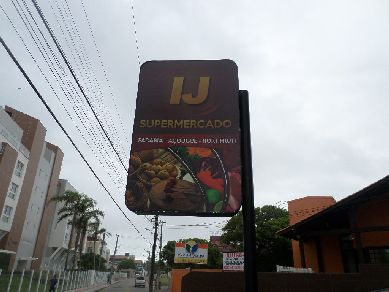 IJ
SUPERMERCADO
PADARIA - AÇOUGUE - HORTIFRUTI